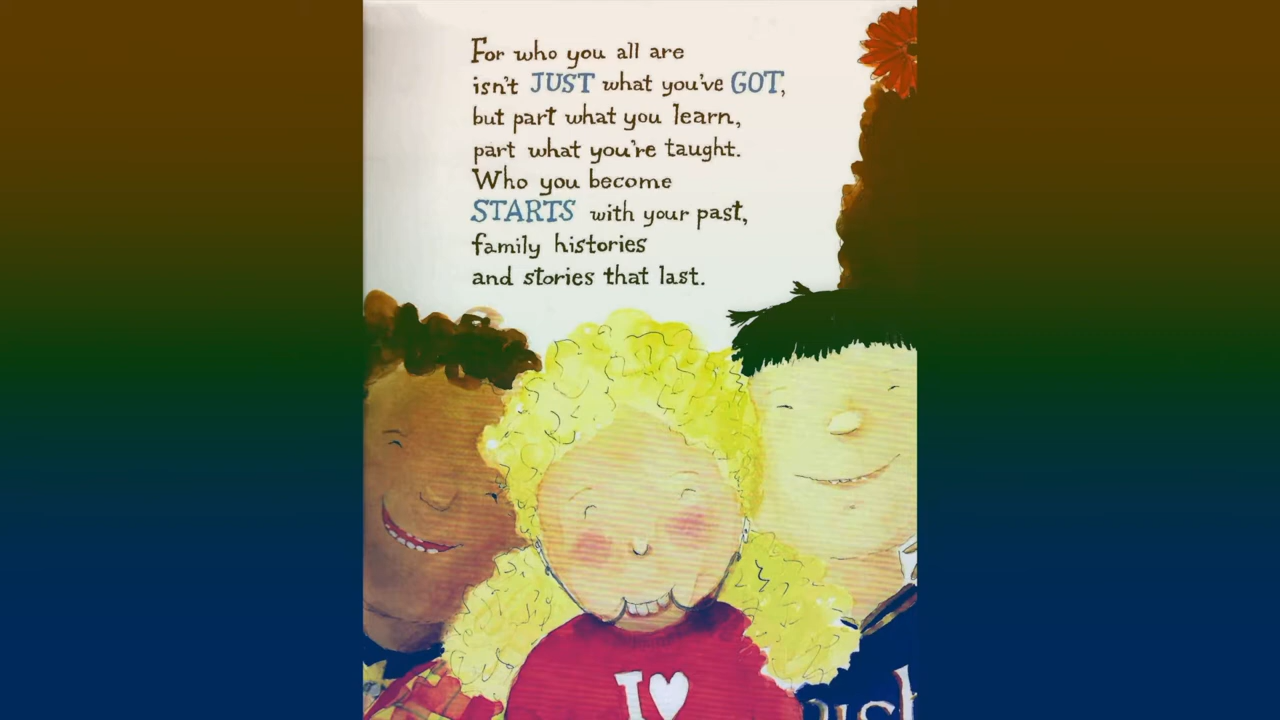 For who you all are
isn't JUST what you've GOT,
but part what you learn,
part what you're taught.
Who you become
STARTS with your past,
family histories
and stories that last.
I ♥